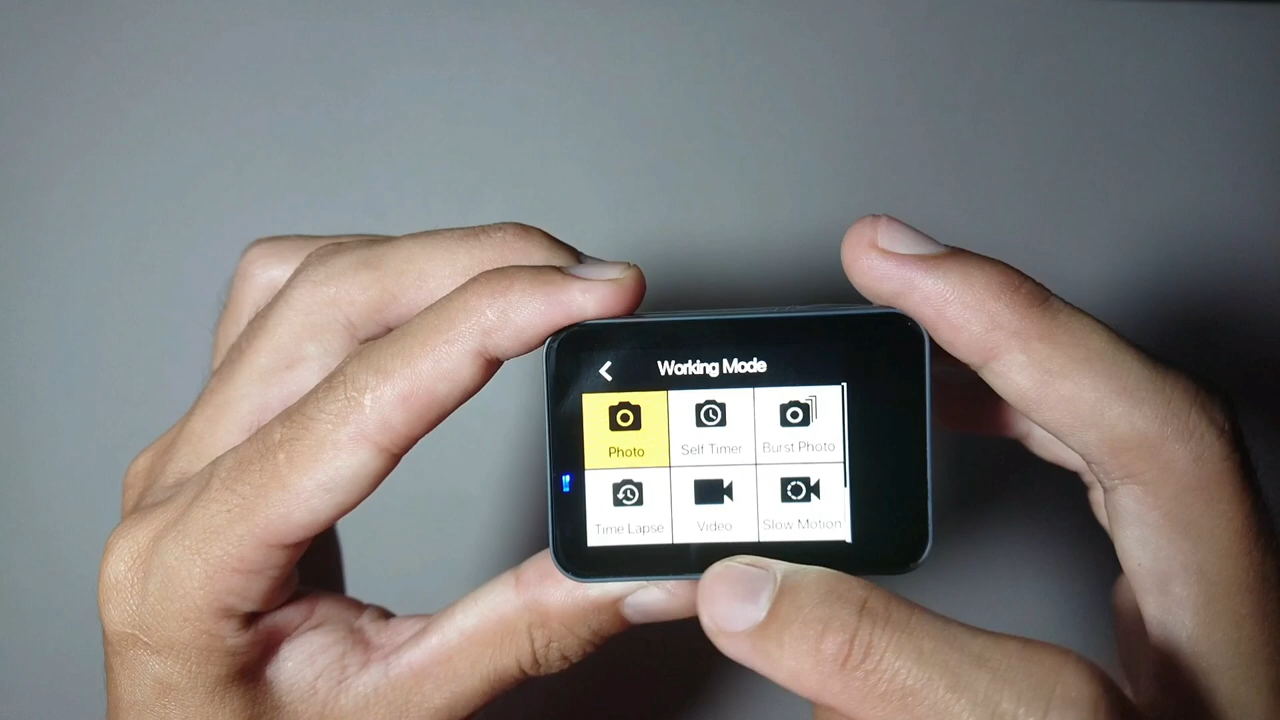 Working Mode
Photo
Self Timer
Burst Photo
Time Lapse
Video
Slow Motion